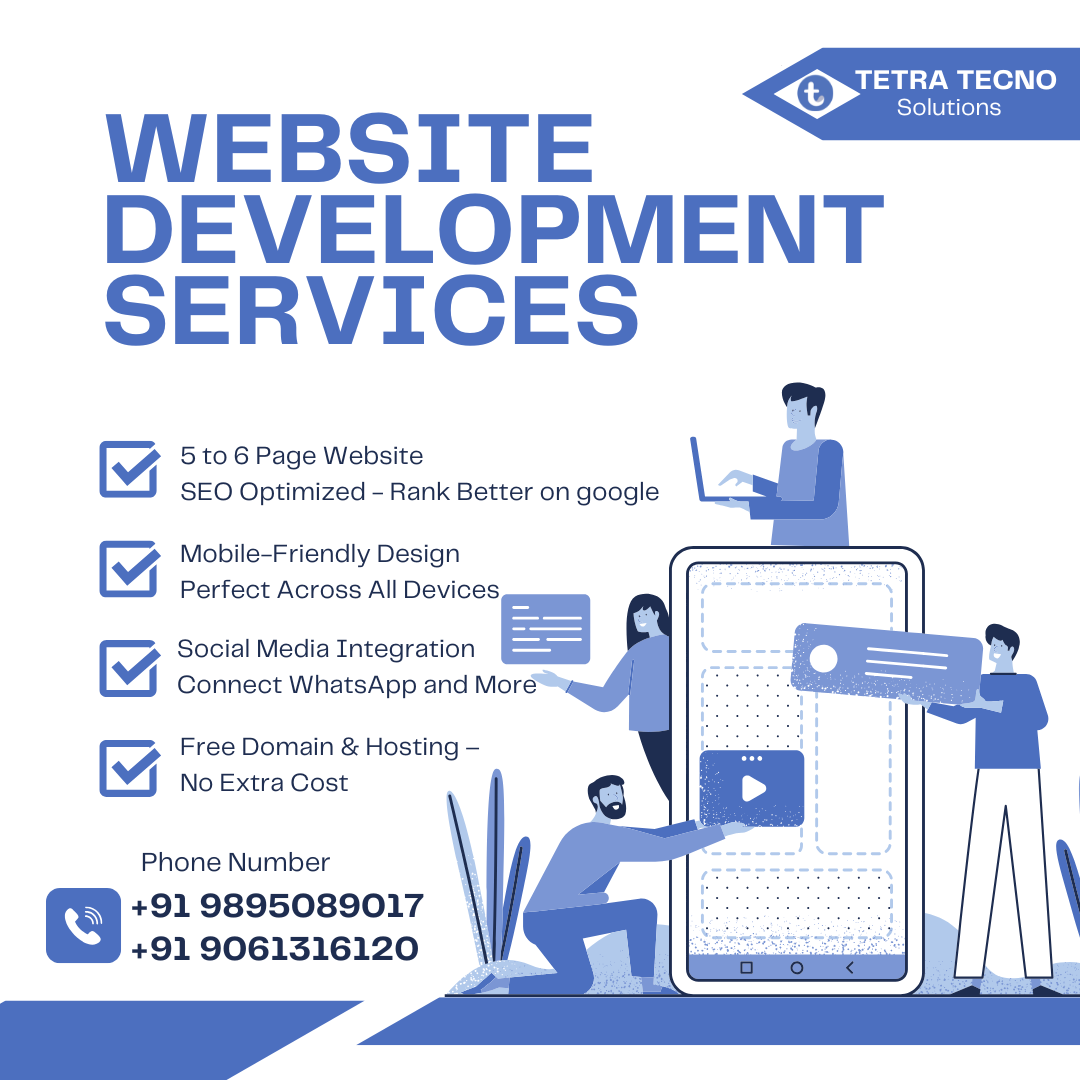 TETRA TECNO
Solutions
WEBSITE
DEVELOPMENT
SERVICES
5 to 6 Page Website
SEO Optimized - Rank Better on google
Mobile-Friendly Design
Perfect Across All Devices
Social Media Integration
Connect WhatsApp and More
Free Domain & Hosting –
No Extra Cost
Phone Number
+91 9895089017
+91 9061316120